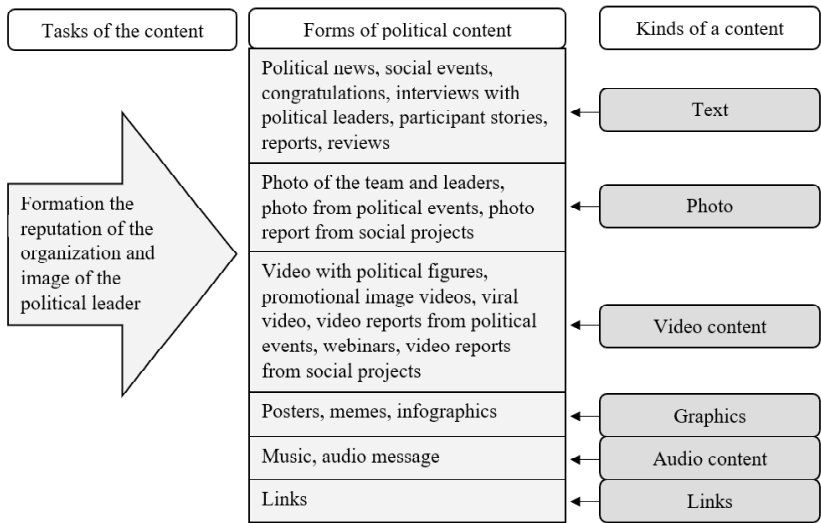 Tasks of the content
Forms of political content
Kinds of a content
Formation the
reputation of the
organization and
image of the
political leader
Political news, social events,
congratulations, interviews with
political leaders, participant stories,
reports, reviews
Text
Photo of the team and leaders,
photo from political events, photo
report from social projects
Photo
Video with political figures,
promotional image videos, viral
video, video reports from political
events, webinars, video reports
from social projects
Video content
Posters, memes, infographics
Graphics
Music, audio message
Audio content
Links
Links